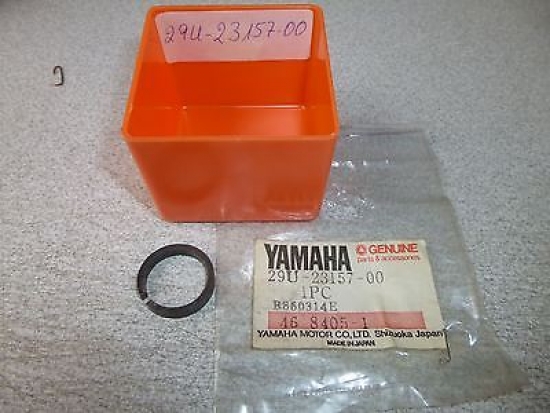 29U-23157-00
YAMAHA GENUINE
parts & accessories
29U-23157-00
1PC
R860314E
46 8405-1
YAMAHA MOTOR CO., LTD. Shizuoka Japan
MADE IN JAPAN